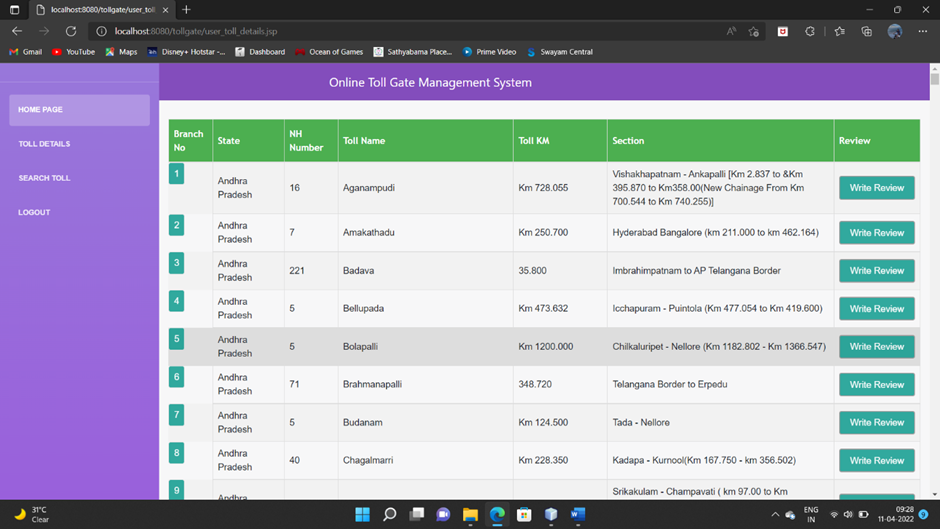 localhost:8080/tollgate/user_toll
localhost:8080/tollgate/user_toll_details.jsp
Gmail YouTube Maps Disney+ Hotstar -... Dashboard Ocean of Games Sathyabama Place... Prime Video Swayam Central
Online Toll Gate Management System
HOME PAGE
TOLL DETAILS
SEARCH TOLL
LOGOUT
Branch No State NH Number Toll Name Toll KM Section Review
1 Andhra Pradesh 16 Aganampudi Km 728.055 Vishakhapatnam - Ankapalli [Km 2.837 to &Km 395.870 to Km358.00(New Chainage From Km 700.544 to Km 740.255)] Write Review
2 Andhra Pradesh 7 Amakathadu Km 250.700 Hyderabad Bangalore (km 211.000 to km 462.164) Write Review
3 Andhra Pradesh 221 Badava 35.800 Imbrahimpatnam to AP Telangana Border Write Review
4 Andhra Pradesh 5 Bellupada Km 473.632 Icchapuram - Puintola (Km 477.054 to Km 419.600) Write Review
5 Andhra Pradesh 5 Bolapalli Km 1200.000 Chilkaluripet - Nellore (Km 1182.802 - Km 1366.547) Write Review
6 Andhra Pradesh 71 Brahmanapalli 348.720 Telangana Border to Erpedu Write Review
7 Andhra Pradesh 5 Budanam Km 124.500 Tada - Nellore Write Review
8 Andhra Pradesh 40 Chagalmarri Km 228.350 Kadapa - Kurnool(Km 167.750 - km 356.502) Write Review
9 Andhra Srikakulam - Champavati ( km 97.00 to Km
31°C
Clear
ENG
IN
09:28
11-04-2022